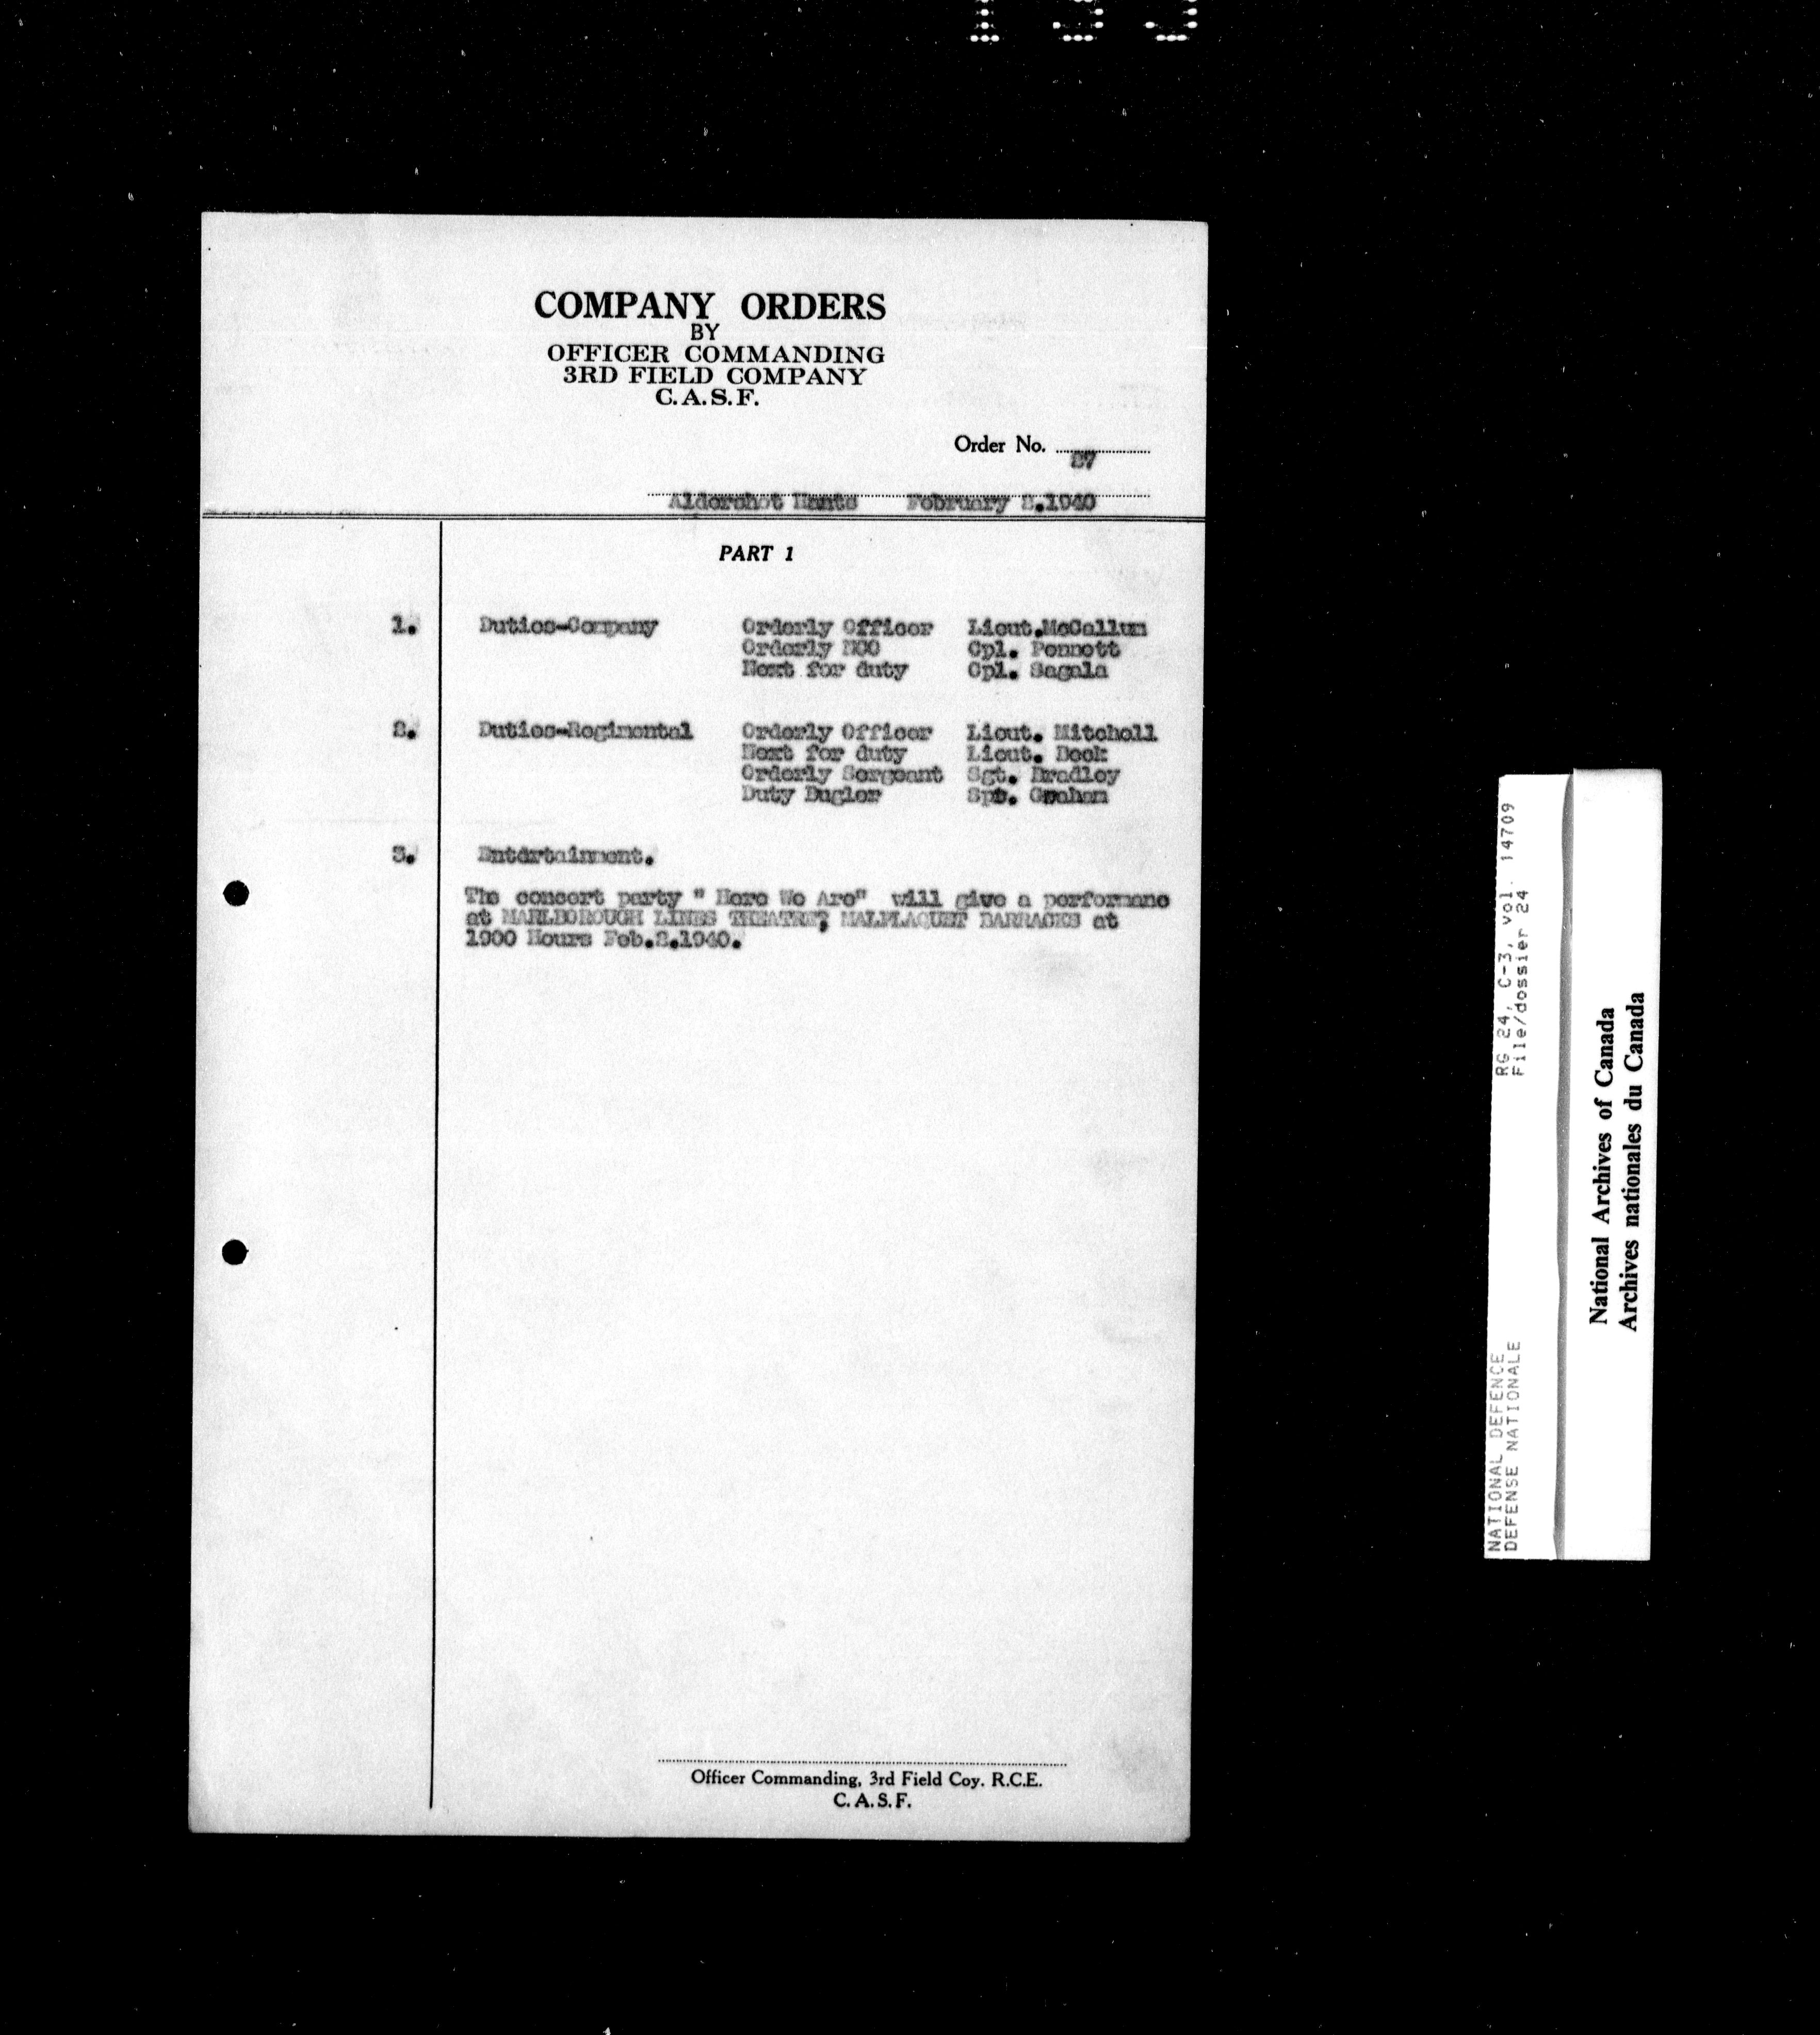 COMPANY ORDERS
BY
OFFICER COMMANDING
3RD FIELD COMPANY
C.A.S.F.
Order No. 27
Aldershot Hants February 2.1940
PART 1
1. Duties-Company Orderly Officer Lieut.McCallum
Orderly NCO Cpl. Pennott
Next for duty Cpl. Sagala
2. Duties-Regimental Orderly Officer Lieut. Mitchell
Next for duty Lieut.
Orderly Sergeant Sgt. Bradley
Duty Bugler Spr. Graham
3. Entertainment.
The concert party " Here We Are" will give a performanc
at MARLBOROUGH LINES THEATRE, MALPLAQUET BARRACKS at
1900 Hours Feb.2.1940.
Officer Commanding, 3rd Field Coy. R.C.E.
C.A.S.F.
NATIONAL DEFENCE RG 24, C-3, vol. 14709
DEFENSE NATIONALE File/dossier 24
National Archives of Canada
Archives nationales du Canada